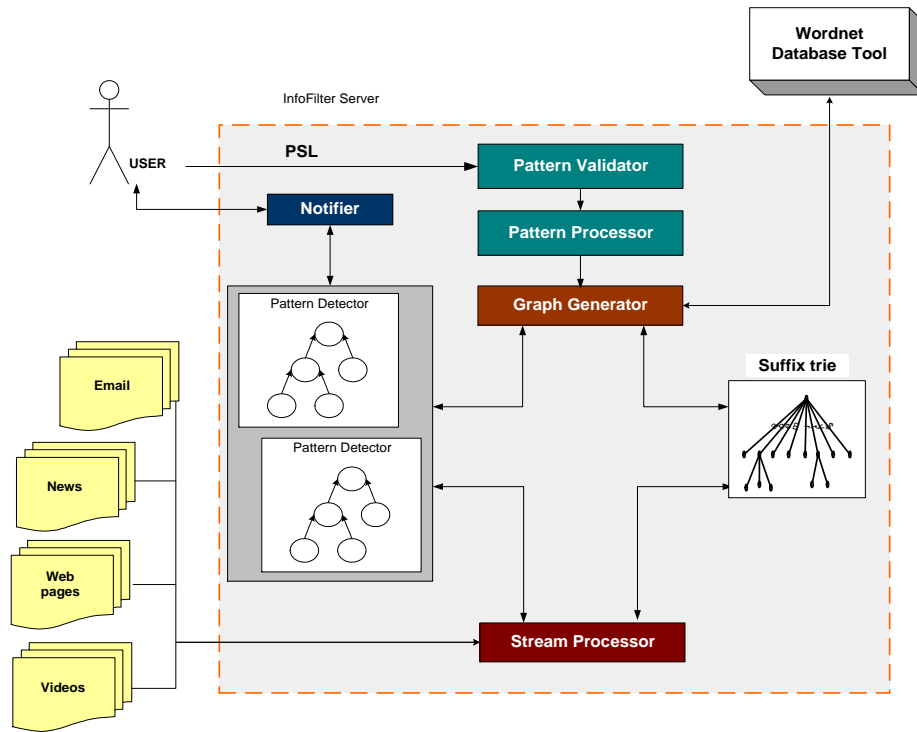 Wordnet
Database Tool
InfoFilter Server
USER
PSL
Pattern Validator
Notifier
Pattern Processor
Pattern Detector
Graph Generator
Email
Suffix trie
Pattern Detector
News
Web
pages
Stream Processor
Videos